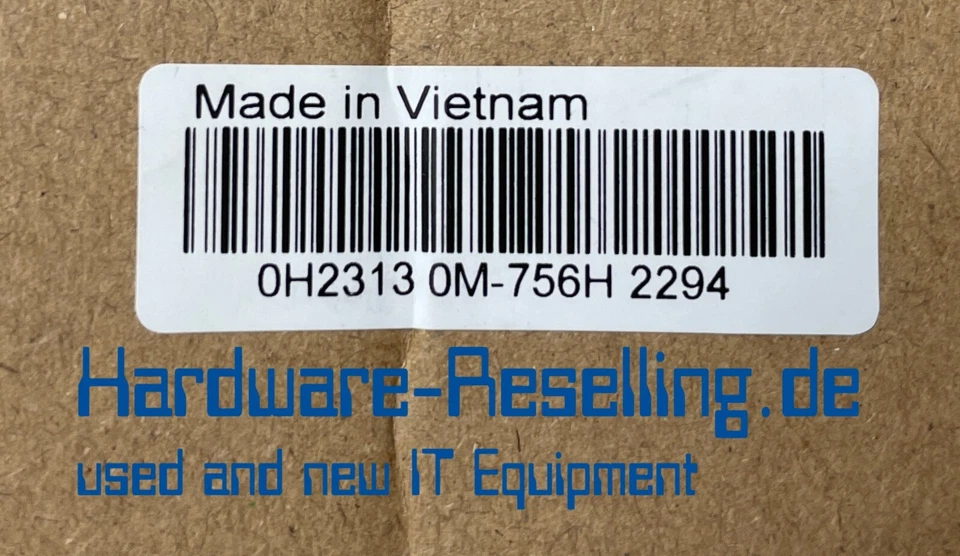 Made in Vietnam
0H2313 0M-756H 2294
Hardware-Reselling.de
used and new IT Equipment